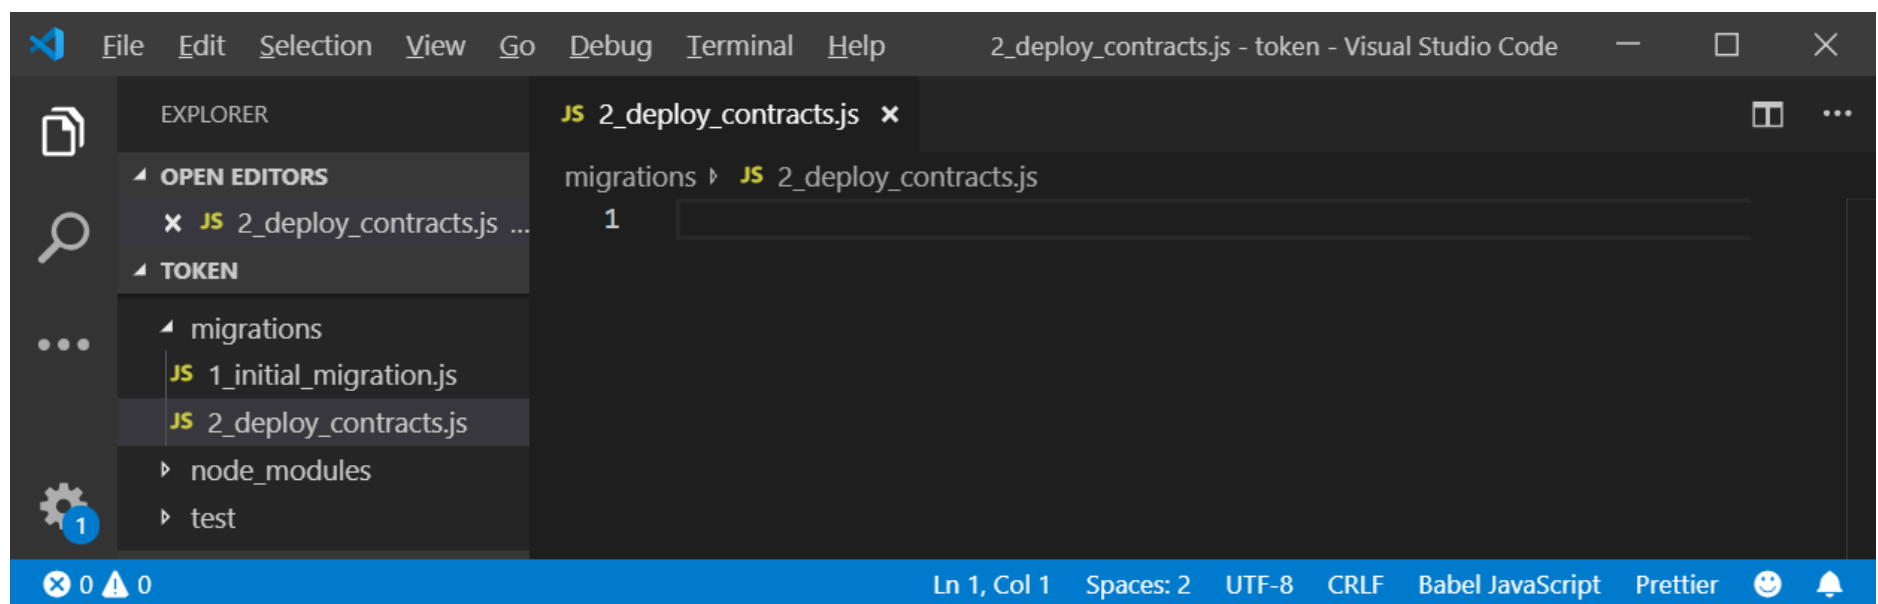 File Edit Selection View Go Debug Terminal Help 2_deploy_contracts.js - token - Visual Studio Code
EXPLORER
OPEN EDITORS
JS 2_deploy_contracts.js ...
TOKEN
migrations
JS 1_initial_migration.js
JS 2_deploy_contracts.js
node_modules
test
1
JS 2_deploy_contracts.js
migrations JS 2_deploy_contracts.js
1
0 0 Ln 1, Col 1 Spaces: 2 UTF-8 CRLF Babel JavaScript Prettier